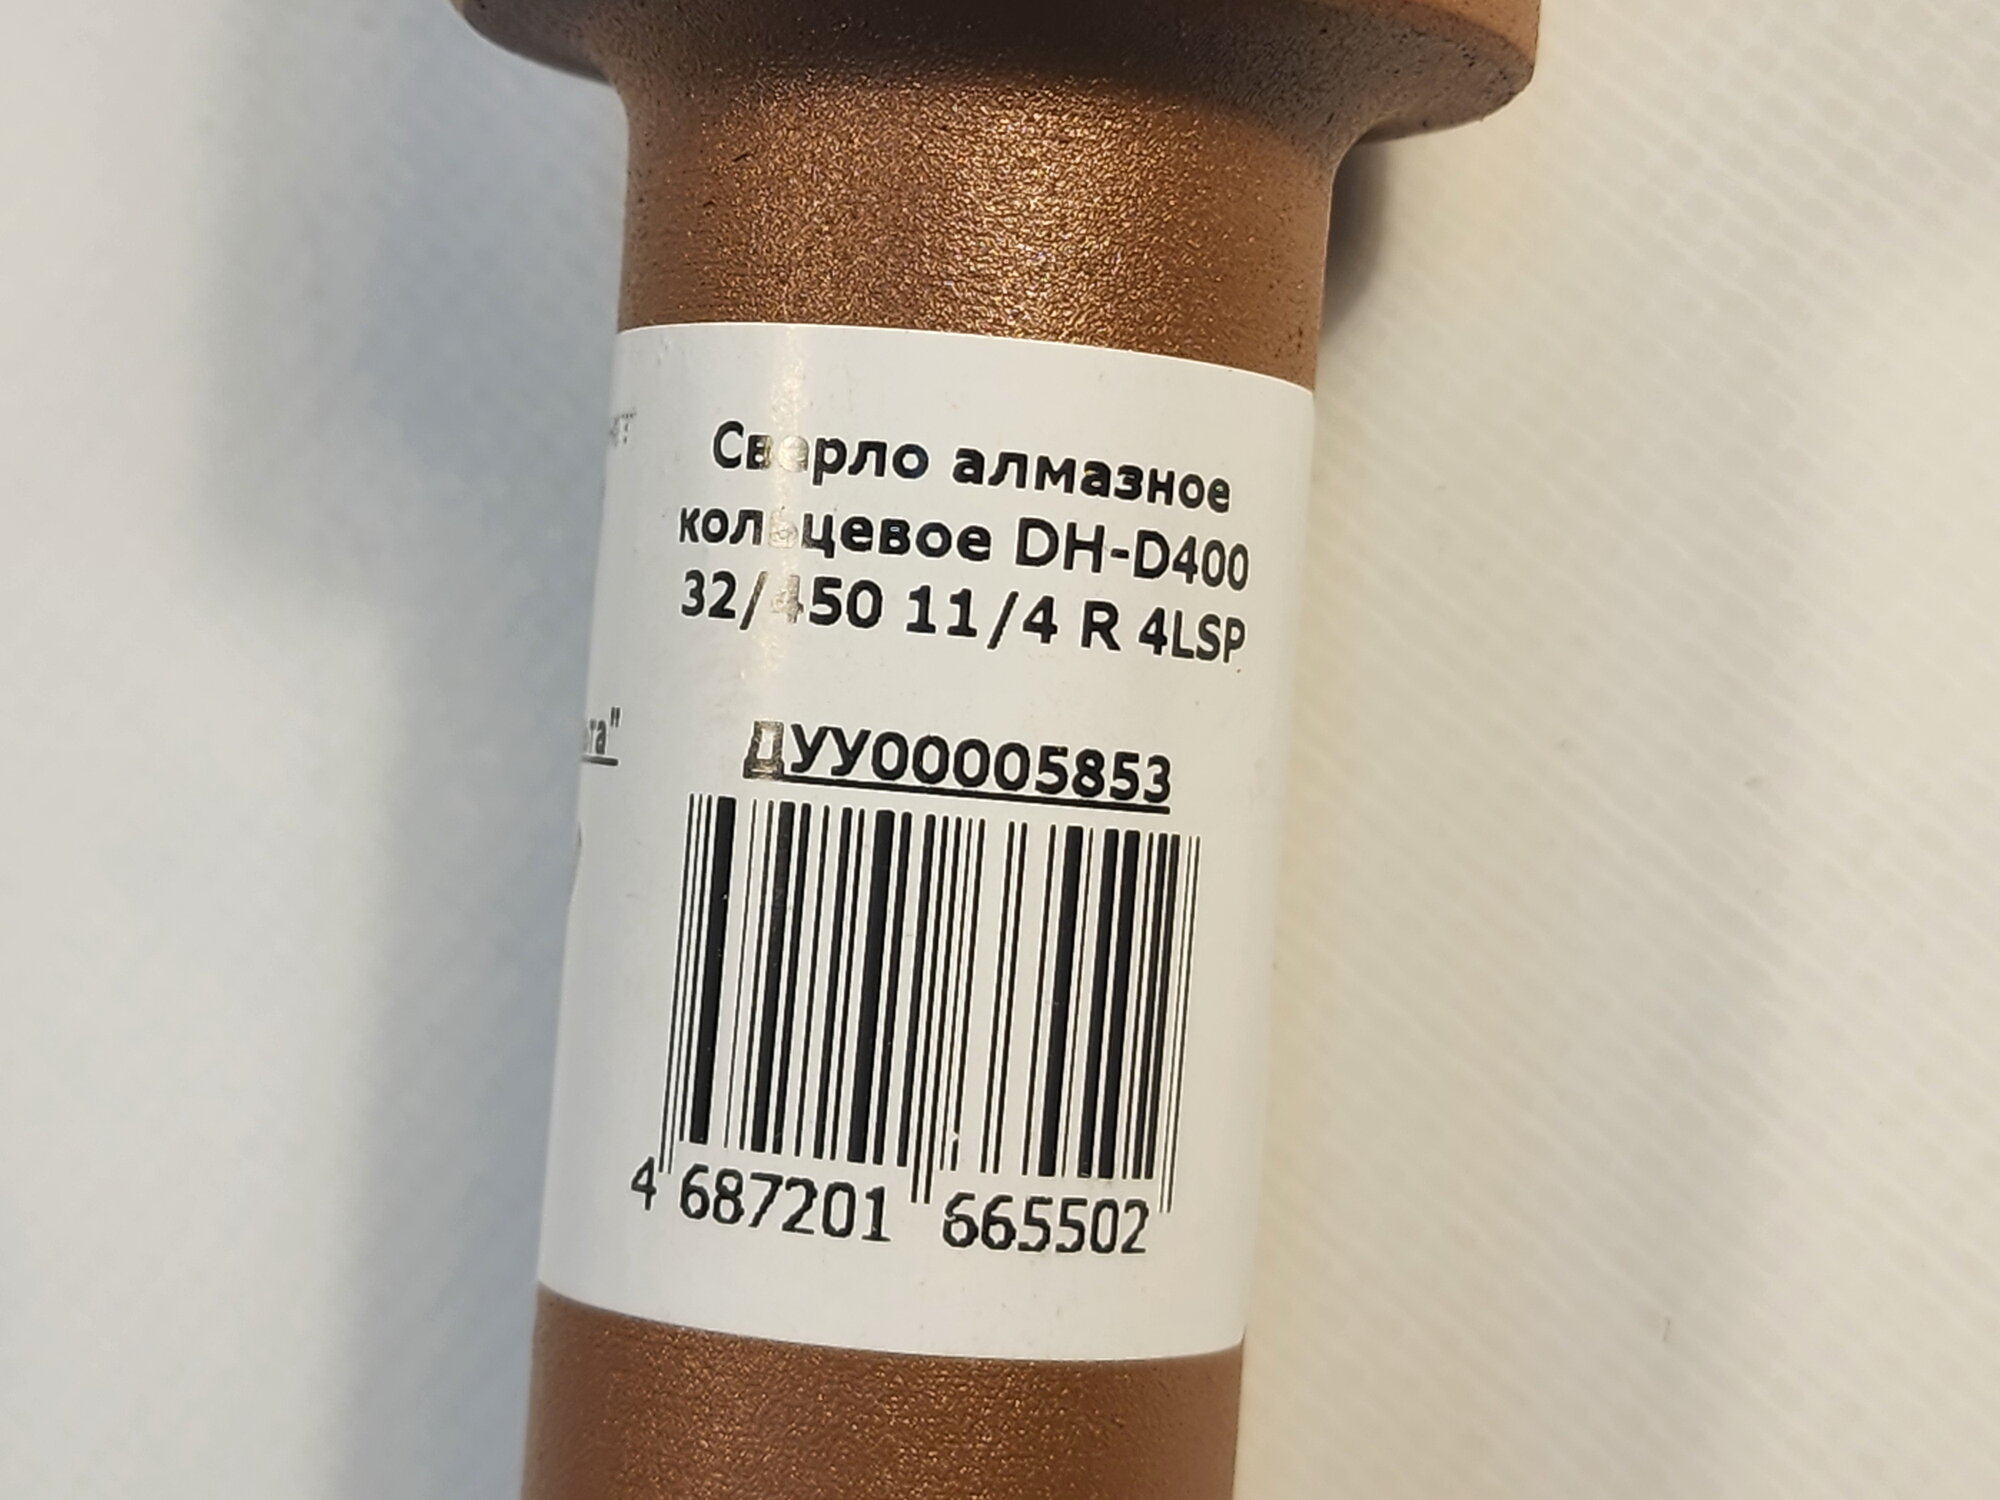 Сверло алмазное
кольцевое DH-D400
32/450 11/4 R 4LSP
ДУУ00005853
4 687201 665502